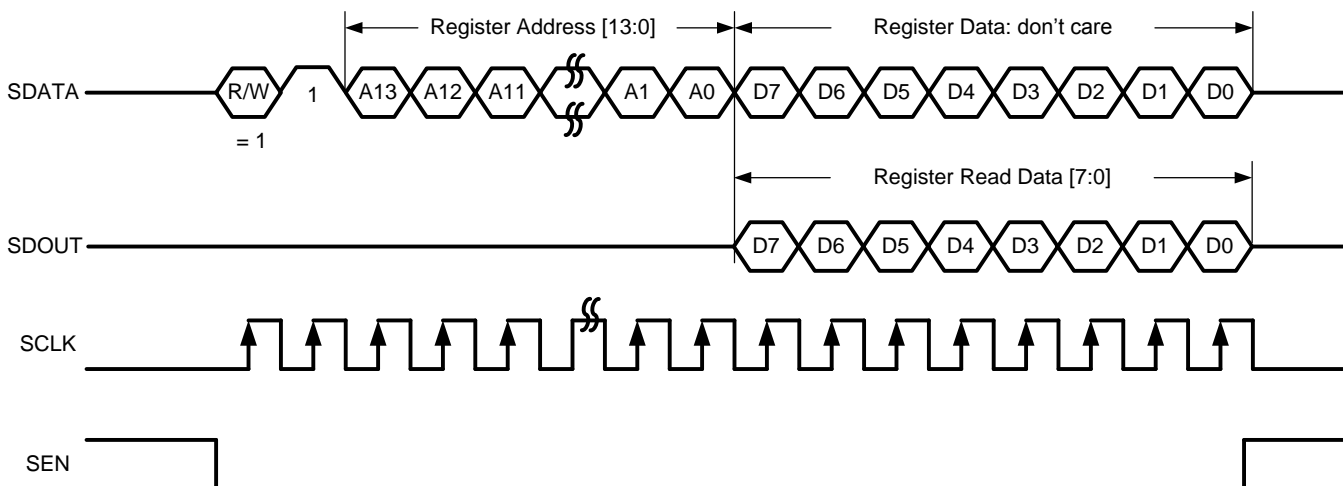 Register Address [13:0] Register Data: don't care
SDATA R/W 1 A13 A12 A11 A1 A0 D7 D6 D5 D4 D3 D2 D1 D0
= 1
Register Read Data [7:0]
SDOUT D7 D6 D5 D4 D3 D2 D1 D0
SCLK
SEN